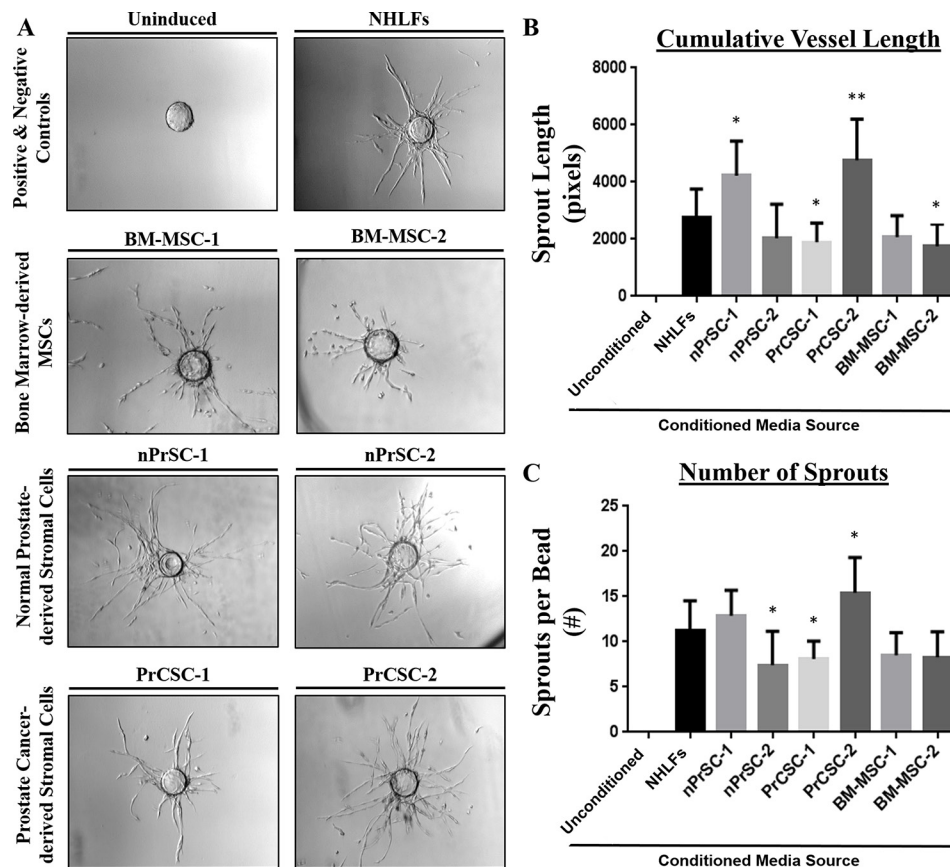 A
Uninduced
NHLFs
Positive & Negative
Controls
BM-MSC-1
BM-MSC-2
Bone Marrow-derived
MSCs
nPrSC-1
nPrSC-2
Normal Prostate-
derived Stromal Cells
PrCSC-1
PrCSC-2
Prostate Cancer-
derived Stromal Cells
B
Cumulative Vessel Length
Sprout Length
(pixels)
8000
6000
4000
2000
0
*
*
**
*
Unconditioned
NHLFs
nPrSC-1
nPrSC-2
PrCSC-1
PrCSC-2
BM-MSC-1
BM-MSC-2
Conditioned Media Source
C
Number of Sprouts
Sprouts per Bead
(#)
25
20
15
10
5
0
*
*
*
Unconditioned
NHLFs
nPrSC-1
nPrSC-2
PrCSC-1
PrCSC-2
BM-MSC-1
BM-MSC-2
Conditioned Media Source